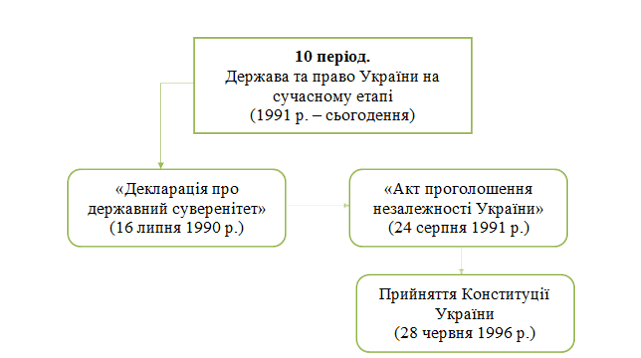 10 період.
Держава та право України на
сучасному етапі
(1991 р. – сьогодення)
«Декларація про
державний суверенітет»
(16 липня 1990 р.)
«Акт проголошення
незалежності України»
(24 серпня 1991 р.)
Прийняття Конституції
України
(28 червня 1996 р.)